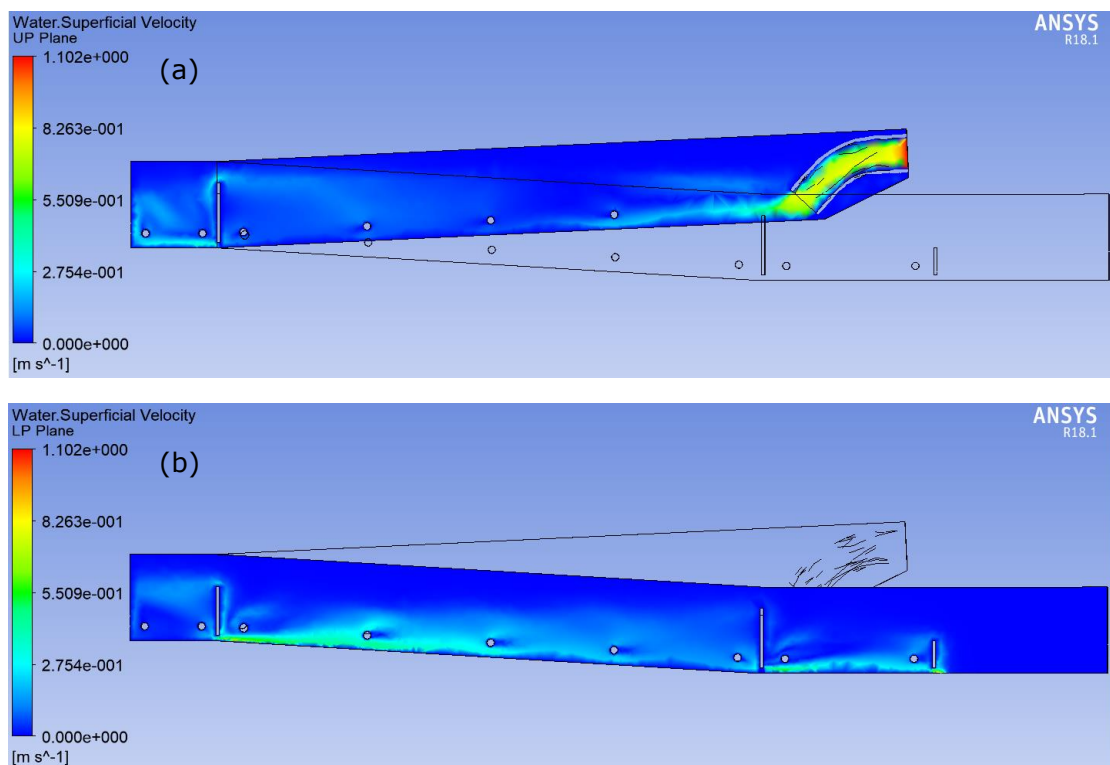 Water.Superficial Velocity
UP Plane
ANSYS
R18.1
(a)
1.102e+000
8.263e-001
5.509e-001
2.754e-001
0.000e+000
[m s^-1]
Water.Superficial Velocity
LP Plane
ANSYS
R18.1
(b)
1.102e+000
8.263e-001
5.509e-001
2.754e-001
0.000e+000
[m s^-1]